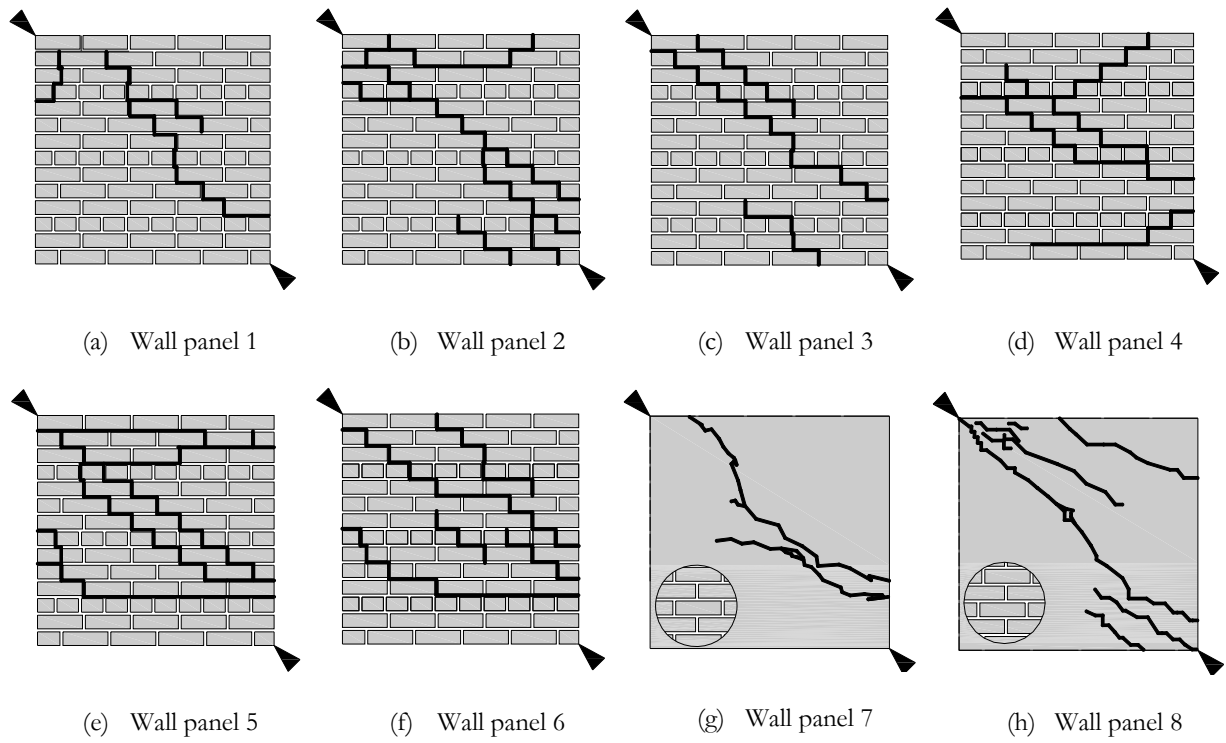 (a) Wall panel 1
(b) Wall panel 2
(c) Wall panel 3
(d) Wall panel 4
(e) Wall panel 5
(f) Wall panel 6
(g) Wall panel 7
(h) Wall panel 8